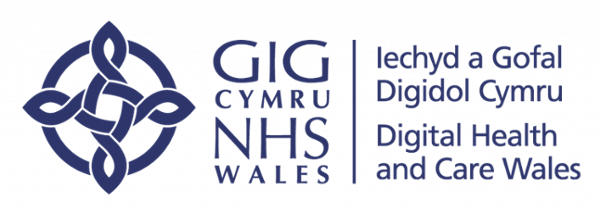 GIG
CYMRU
NHS
WALES
Iechyd a Gofal
Digidol Cymru
Digital Health
and Care Wales